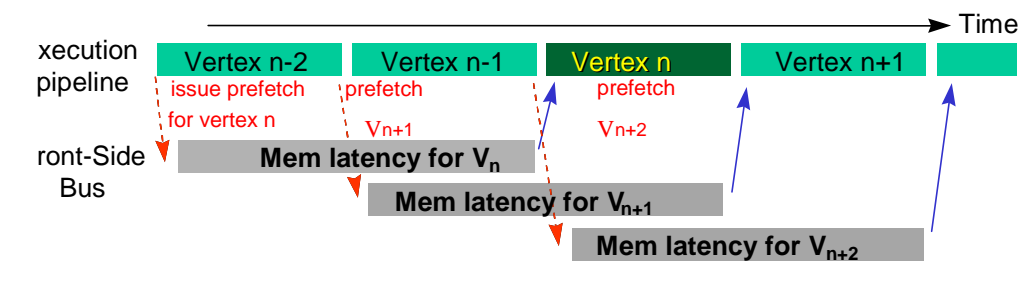 Time
xecution
pipeline
Vertex n-2
Vertex n-1
Vertex n
Vertex n+1
issue prefetch
for vertex n
prefetch
Vn+1
prefetch
Vn+2
ront-Side
Bus
Mem latency for Vn
Mem latency for Vn+1
Mem latency for Vn+2